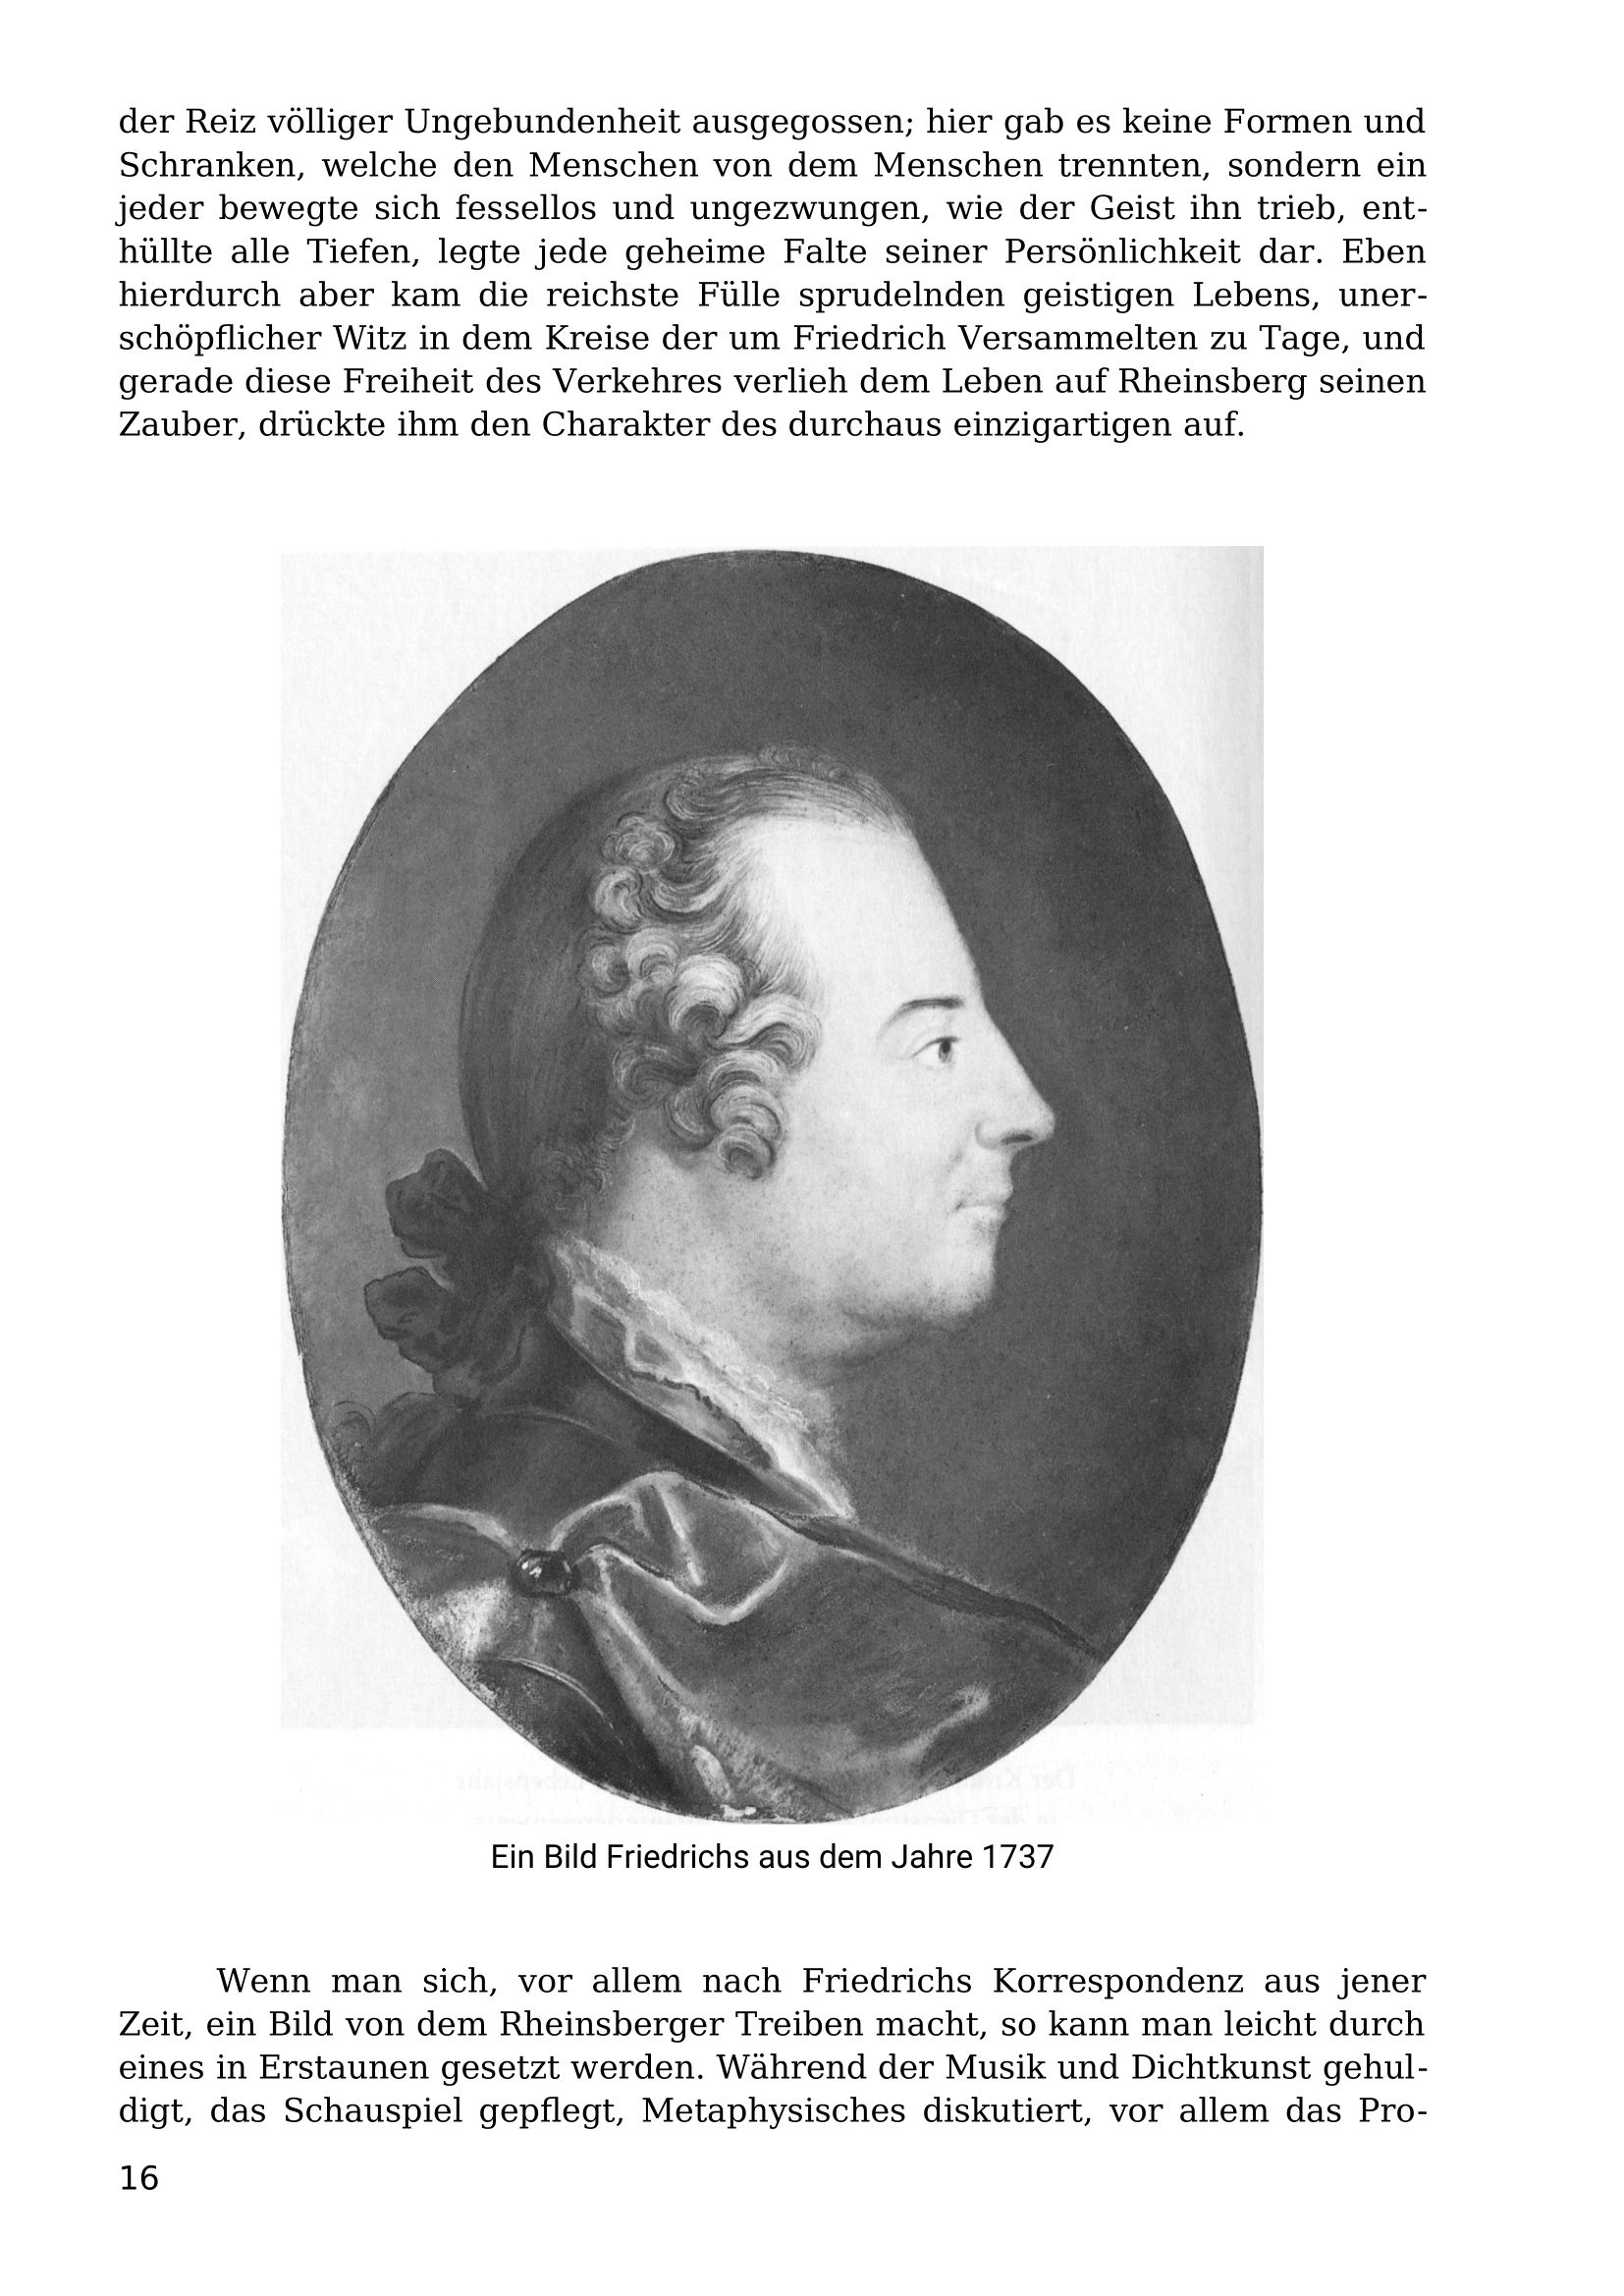 der Reiz völliger Ungebundenheit ausgegossen; hier gab es keine Formen und
Schranken, welche den Menschen von dem Menschen trennten, sondern ein
jeder bewegte sich fessellos und ungezwungen, wie der Geist ihn trieb, ent-
hüllte alle Tiefen, legte jede geheime Falte seiner Persönlichkeit dar. Eben
hierdurch aber kam die reichste Fülle sprudelnden geistigen Lebens, uner-
schöpflicher Witz in dem Kreise der um Friedrich Versammelten zu Tage, und
gerade diese Freiheit des Verkehres verlieh dem Leben auf Rheinsberg seinen
Zauber, drückte ihm den Charakter des durchaus einzigartigen auf.
Ein Bild Friedrichs aus dem Jahre 1737
Wenn man sich, vor allem nach Friedrichs Korrespondenz aus jener
Zeit, ein Bild von dem Rheinsberger Treiben macht, so kann man leicht durch
eines in Erstaunen gesetzt werden. Während der Musik und Dichtkunst gehul-
digt, das Schauspiel gepflegt, Metaphysisches diskutiert, vor allem das Pro-
16